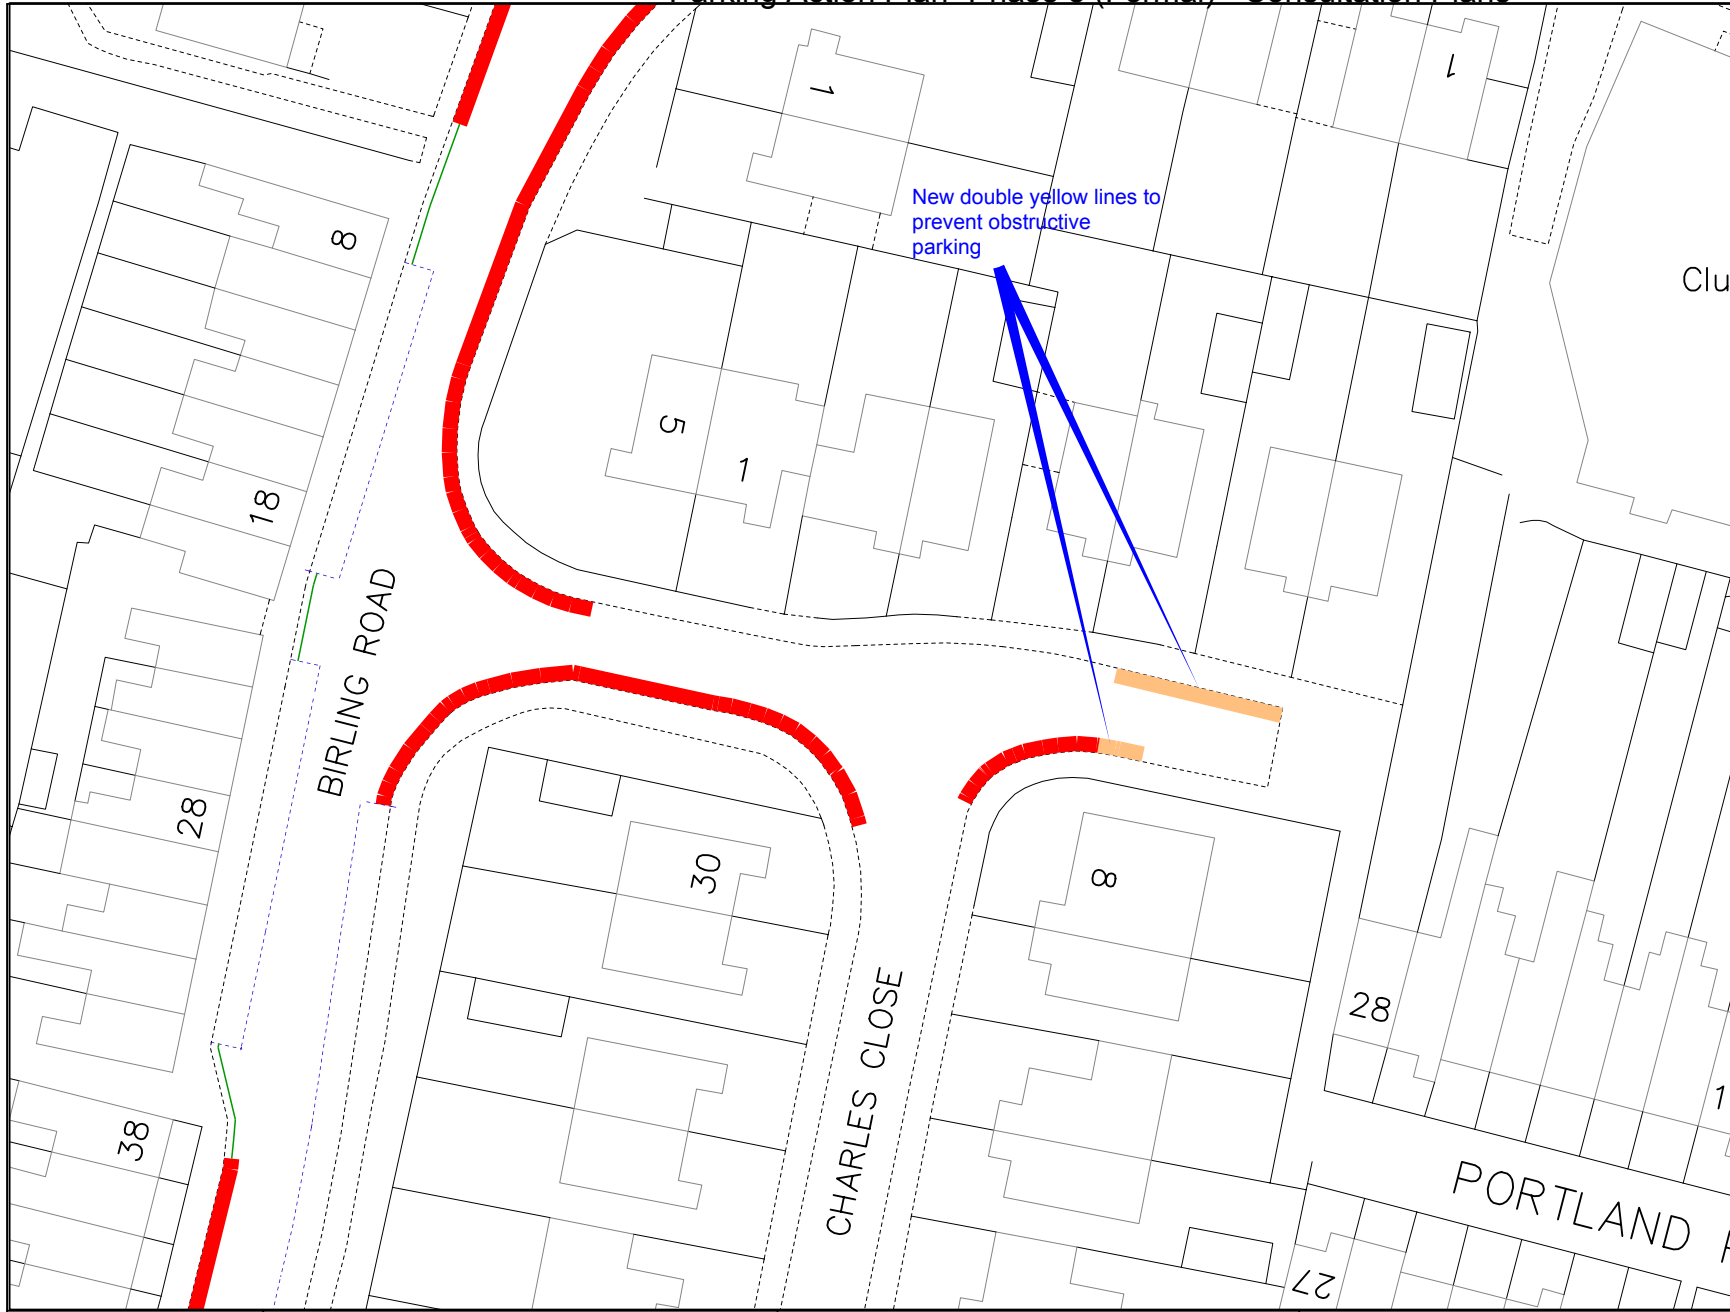 1
1
8
New double yellow lines to
prevent obstructive
parking
5
1
18
BIRLING ROAD
28
30
8
CHARLES CLOSE
28
38
PORTLAND
27